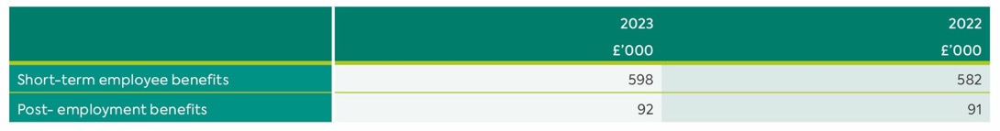 2023 2022
£’000 £’000
Short-term employee benefits 598 582
Post- employment benefits 92 91